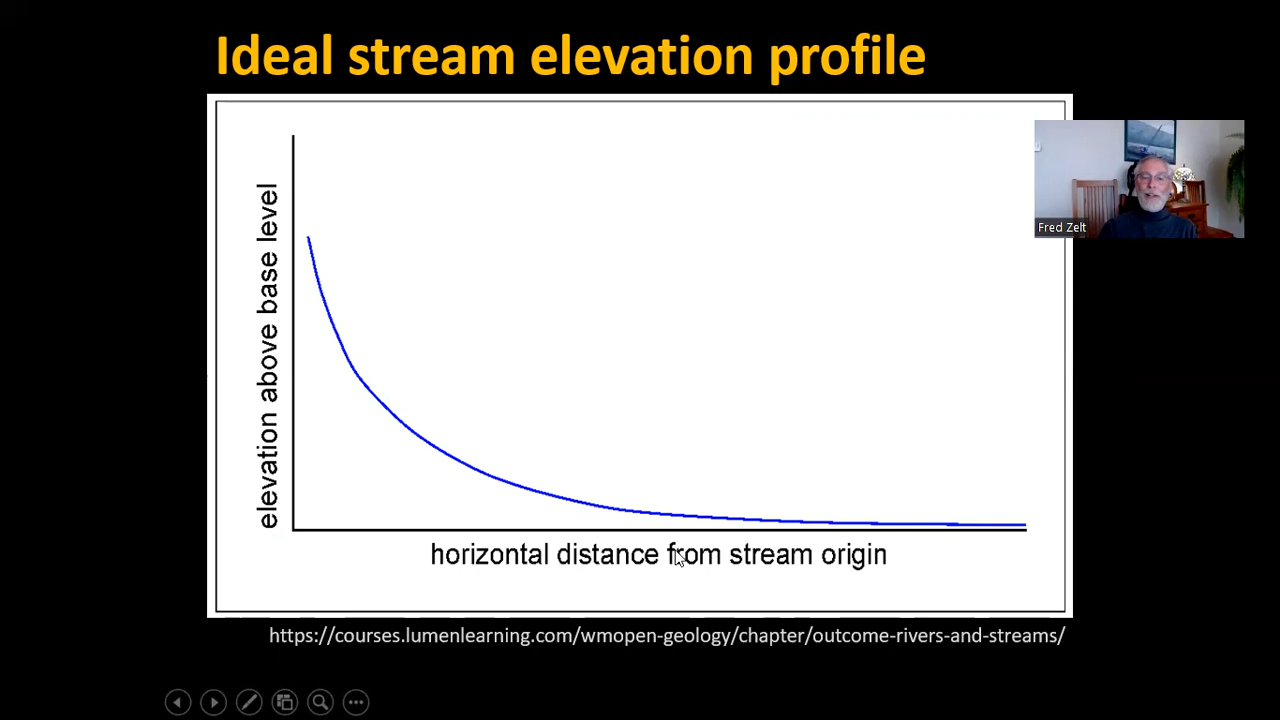 Ideal stream elevation profile
elevation above base level
horizontal distance from stream origin
Fred Zelt
https://courses.lumenlearning.com/wmopen-geology/chapter/outcome-rivers-and-streams/